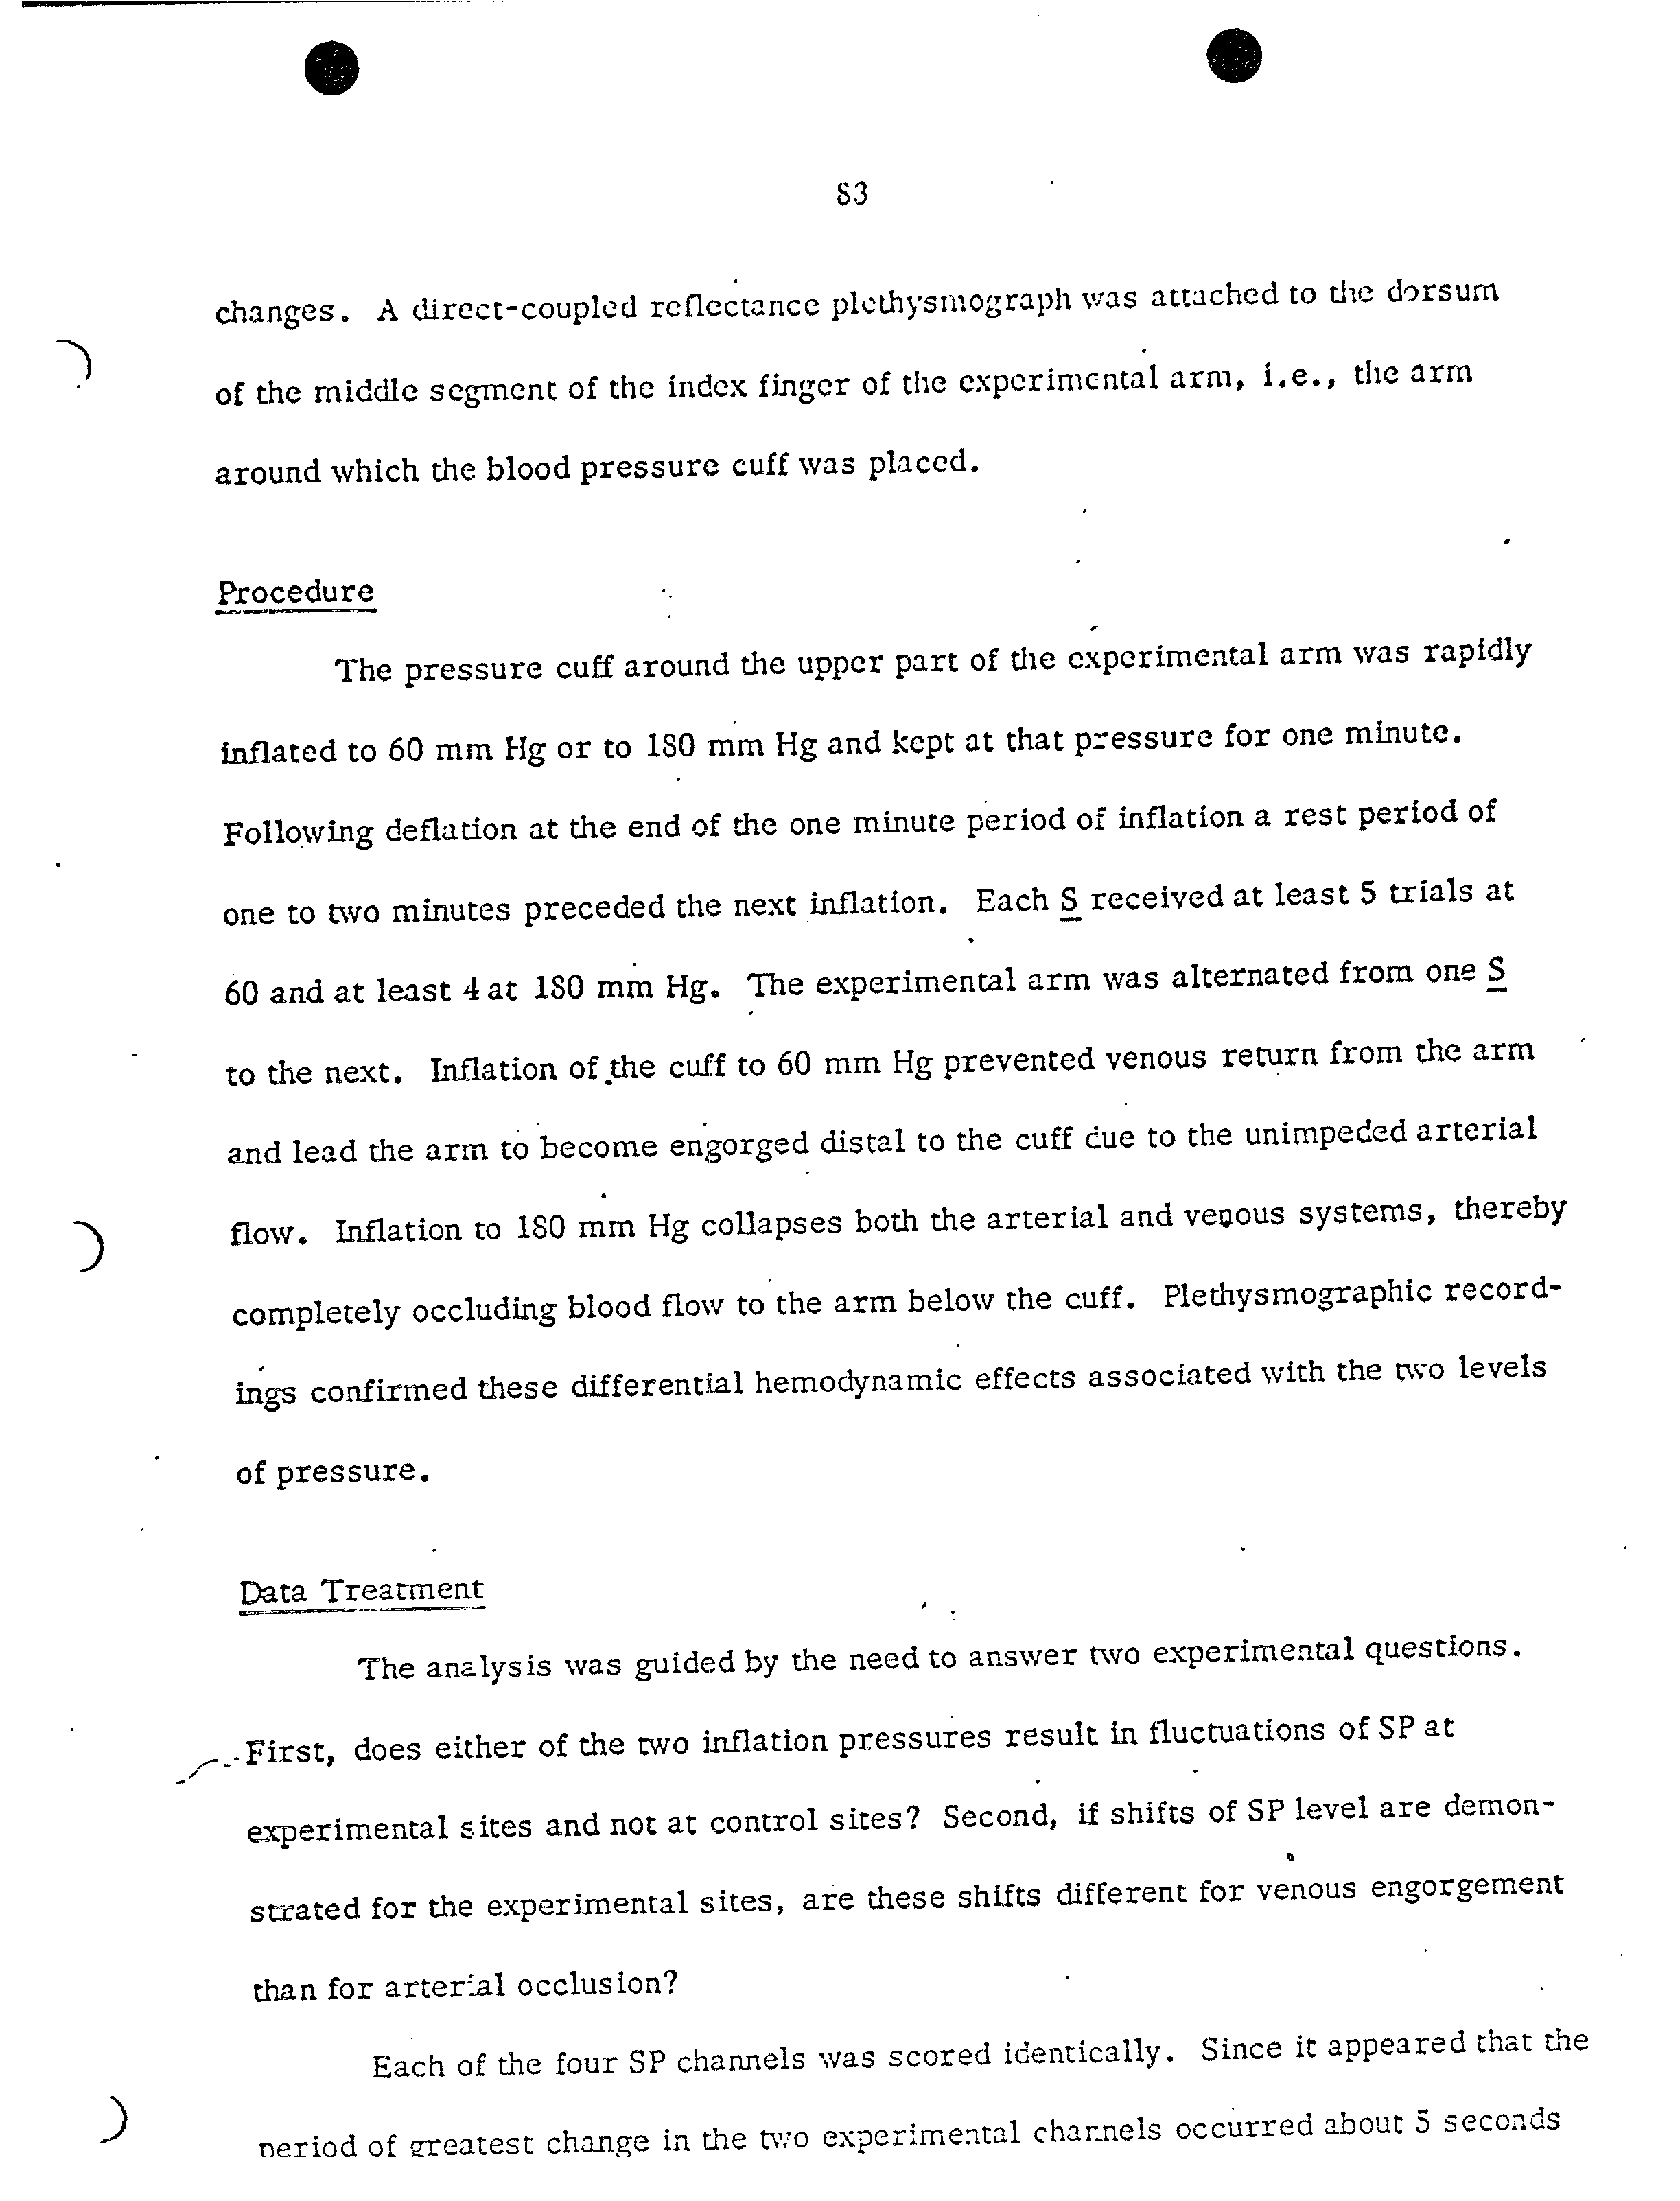 83
changes. A direct-coupled reflectance plethysmograph was attached to the dorsum
of the middle segment of the index finger of the experimental arm, i.e., the arm
around which the blood pressure cuff was placed.
Procedure
The pressure cuff around the upper part of the experimental arm was rapidly
inflated to 60 mm Hg or to 180 mm Hg and kept at that pressure for one minute.
Following deflation at the end of the one minute period of inflation a rest period of
one to two minutes preceded the next inflation. Each S received at least 5 trials at
60 and at least 4 at 180 mm Hg. The experimental arm was alternated from one S
to the next. Inflation of the cuff to 60 mm Hg prevented venous return from the arm
and lead the arm to become engorged distal to the cuff due to the unimpeded arterial
flow. Inflation to 180 mm Hg collapses both the arterial and venous systems, thereby
completely occluding blood flow to the arm below the cuff. Plethysmographic record-
ings confirmed these differential hemodynamic effects associated with the two levels
of pressure.
Data Treatment
The analysis was guided by the need to answer two experimental questions.
First, does either of the two inflation pressures result in fluctuations of SP at
experimental sites and not at control sites? Second, if shifts of SP level are demon-
strated for the experimental sites, are these shifts different for venous engorgement
than for arterial occlusion?
Each of the four SP channels was scored identically. Since it appeared that the
period of greatest change in the two experimental channels occurred about 5 seconds